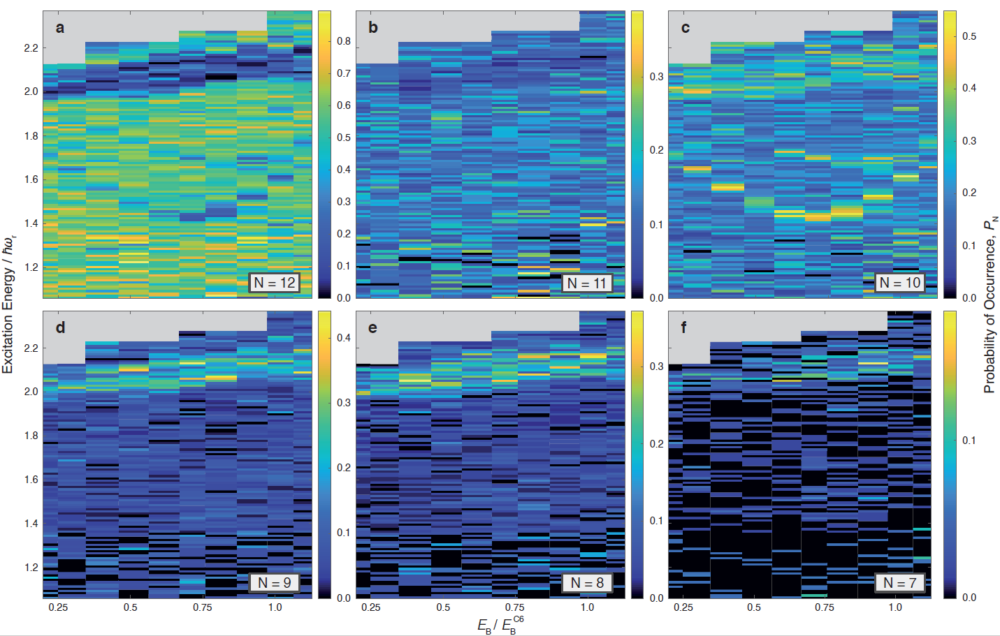 a
b
c
2.2
2.0
1.8
1.6
1.4
1.2
N = 12
0.8
0.7
0.6
0.5
0.4
0.3
0.2
0.1
0.0
N = 11
0.3
0.2
0.1
0.0
N = 10
0.5
0.4
0.3
0.2
0.1
0.0
Excitation Energy / ħωr
Probability of Occurrence, PN
d
e
f
2.2
2.0
1.8
1.6
1.4
1.2
N = 9
0.4
0.3
0.2
0.1
0.0
N = 8
0.3
0.2
0.1
0.0
N = 7
0.1
0.0
0.25 0.5 0.75 1.0
0.25 0.5 0.75 1.0
0.25 0.5 0.75 1.0
EB / EBC6